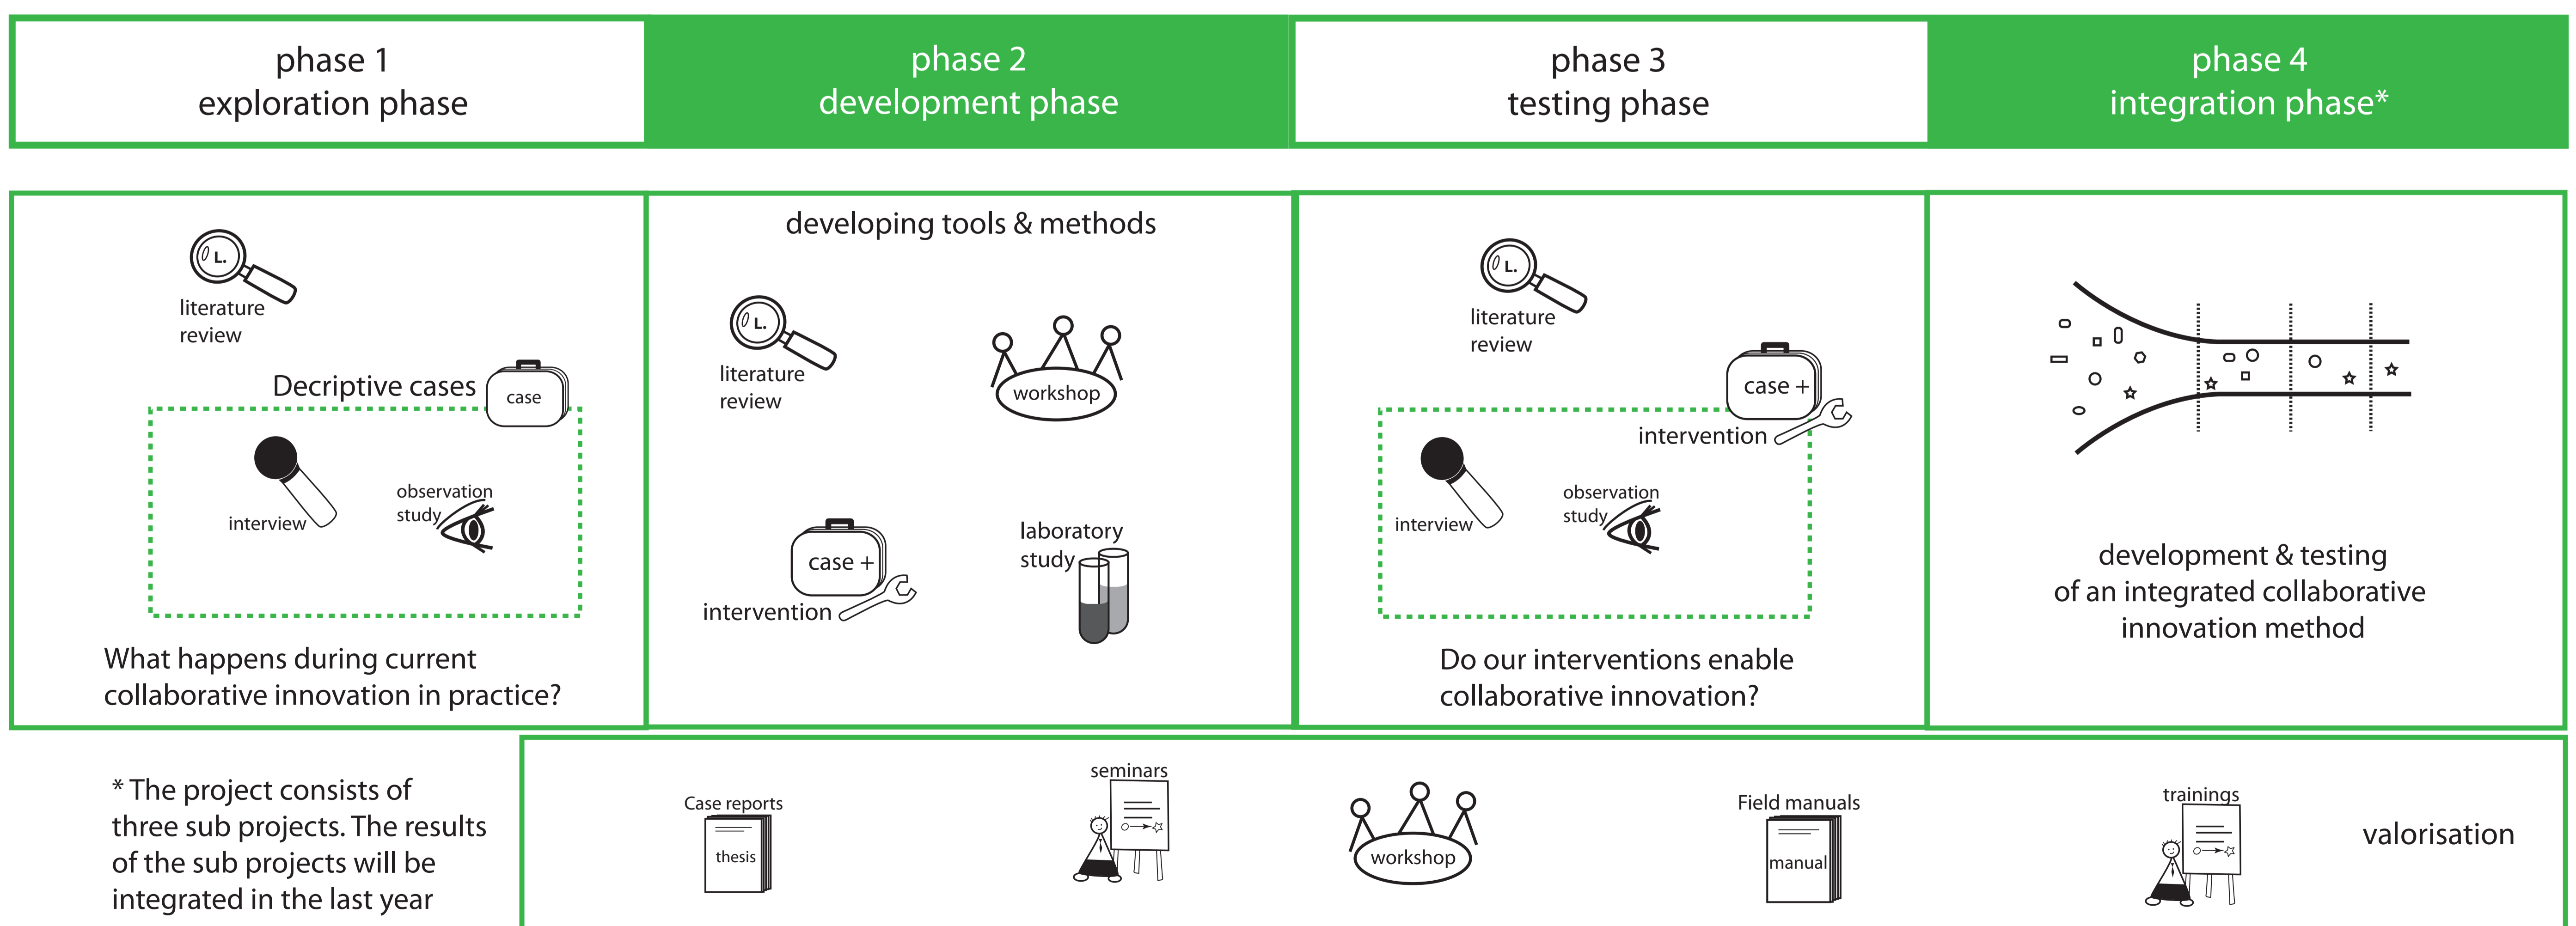 phase 1
exploration phase
phase 2
development phase
phase 3
testing phase
phase 4
integration phase*
L.
literature
review
Decriptive cases
case
interview
observation
study
What happens during current
collaborative innovation in practice?
developing tools & methods
L.
literature
review
workshop
case +
intervention
laboratory
study
L.
literature
review
case +
intervention
interview
observation
study
Do our interventions enable
collaborative innovation?
development & testing
of an integrated collaborative
innovation method
* The project consists of
three sub projects. The results
of the sub projects will be
integrated in the last year
Case reports
thesis
seminars
workshop
Field manuals
manual
trainings
valorisation